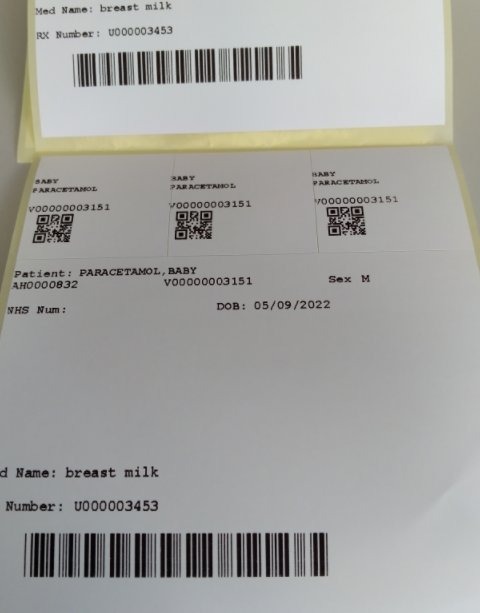 Med Name: breast milk
RX Number: U000003453
BABY BABY BABY
PARACETAMOL PARACETAMOL PARACETAMOL
V00000003151 V00000003151 V00000003151
Patient: PARACETAMOL,BABY
AH0000832 V00000003151 Sex M
NHS Num: DOB: 05/09/2022
d Name: breast milk
Number: U000003453